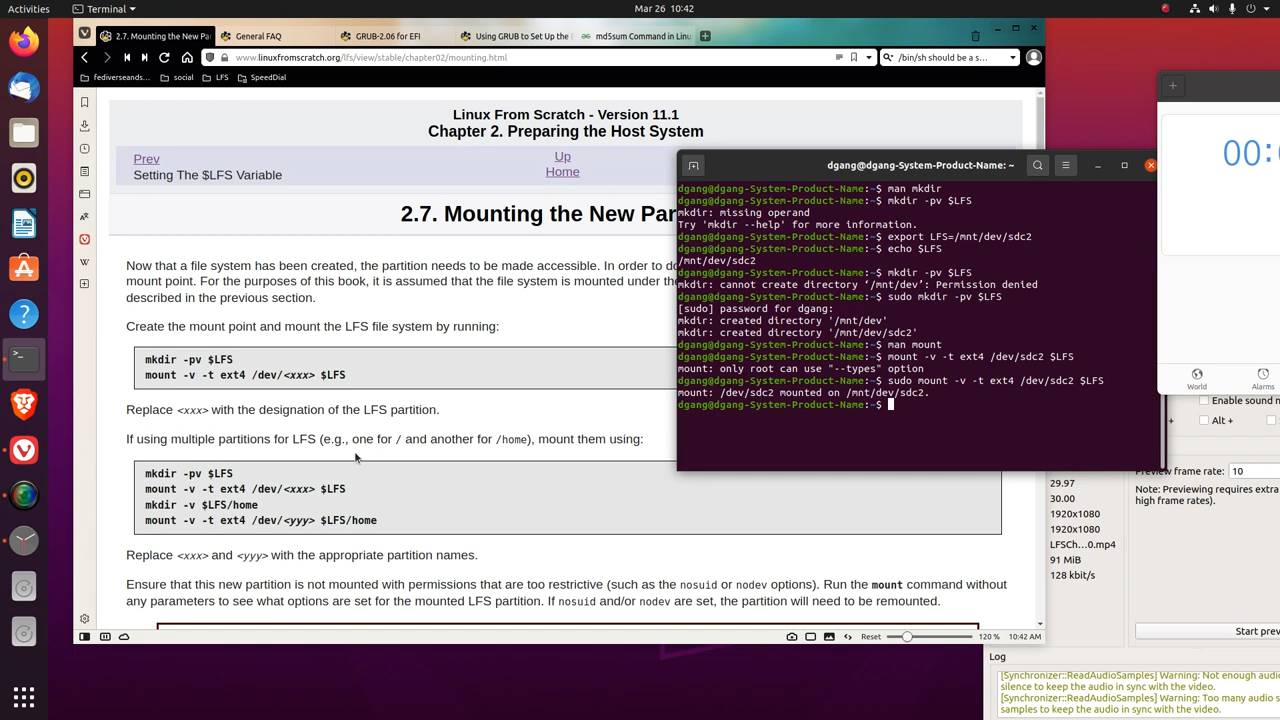 Activities
Terminal
Mar 26 10:42
2.7. Mounting the New Par
General FAQ
GRUB-2.06 for EFI
Using GRUB to Set Up the
md5sum Command in Linu
www.linuxfromscratch.org/lfs/view/stable/chapter02/mounting.html
/bin/sh should be a s...
fediverseands...
social
LFS
SpeedDial
Linux From Scratch - Version 11.1
Chapter 2. Preparing the Host System
Prev
Setting The $LFS Variable
Up
Home
2.7. Mounting the New Par
Now that a file system has been created, the partition needs to be made accessible. In order to do
mount point. For the purposes of this book, it is assumed that the file system is mounted under the
described in the previous section.
Create the mount point and mount the LFS file system by running:
mkdir -pv $LFS
mount -v -t ext4 /dev/<xxx> $LFS
Replace <xxx> with the designation of the LFS partition.
If using multiple partitions for LFS (e.g., one for / and another for /home), mount them using:
mkdir -pv $LFS
mount -v -t ext4 /dev/<xxx> $LFS
mkdir -v $LFS/home
mount -v -t ext4 /dev/<yyy> $LFS/home
Replace <xxx> and <yyy> with the appropriate partition names.
Ensure that this new partition is not mounted with permissions that are too restrictive (such as the nosuid or nodev options). Run the mount command without
any parameters to see what options are set for the mounted LFS partition. If nosuid and/or nodev are set, the partition will need to be remounted.
Reset
120 %
10:42 AM
dgang@dgang-System-Product-Name: ~
dgang@dgang-System-Product-Name:~$ man mkdir
dgang@dgang-System-Product-Name:~$ mkdir -pv $LFS
mkdir: missing operand
Try 'mkdir --help' for more information.
dgang@dgang-System-Product-Name:~$ export LFS=/mnt/dev/sdc2
dgang@dgang-System-Product-Name:~$ echo $LFS
/mnt/dev/sdc2
dgang@dgang-System-Product-Name:~$ mkdir -pv $LFS
mkdir: cannot create directory ‘/mnt/dev’: Permission denied
dgang@dgang-System-Product-Name:~$ sudo mkdir -pv $LFS
[sudo] password for dgang:
mkdir: created directory '/mnt/dev'
mkdir: created directory '/mnt/dev/sdc2'
dgang@dgang-System-Product-Name:~$ man mount
dgang@dgang-System-Product-Name:~$ mount -v -t ext4 /dev/sdc2 $LFS
mount: only root can use "--types" option
dgang@dgang-System-Product-Name:~$ sudo mount -v -t ext4 /dev/sdc2 $LFS
mount: /dev/sdc2 mounted on /mnt/dev/sdc2.
dgang@dgang-System-Product-Name:~$
00:
World
Alarms
Enable sound n
+
Alt +
Preview frame rate:
10
Note: Previewing requires extra
high frame rates).
29.97
30.00
1920x1080
1920x1080
LFSCh...0.mp4
91 MiB
128 kbit/s
Start prev
Log
[Synchronizer::ReadAudioSamples] Warning: Not enough audio
silence to keep the audio in sync with the video.
[Synchronizer::ReadAudioSamples] Warning: Too many audio s
samples to keep the audio in sync with the video.